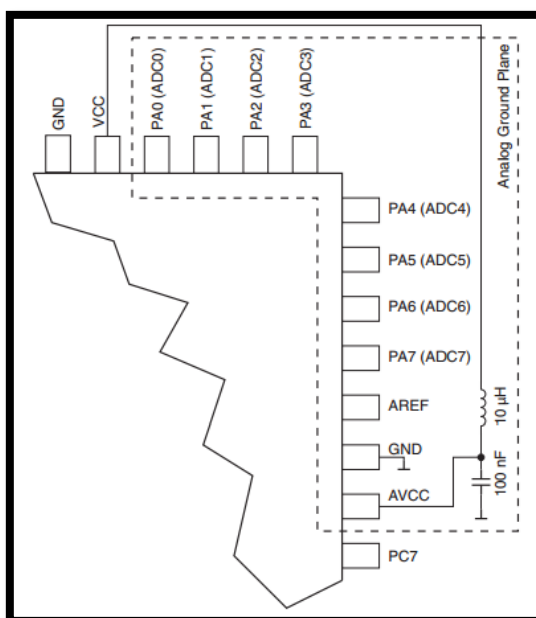 GND
VCC
PA0 (ADC0)
PA1 (ADC1)
PA2 (ADC2)
PA3 (ADC3)
Analog Ground Plane
PA4 (ADC4)
PA5 (ADC5)
PA6 (ADC6)
PA7 (ADC7)
AREF
10 µH
GND
AVCC
100 nF
PC7